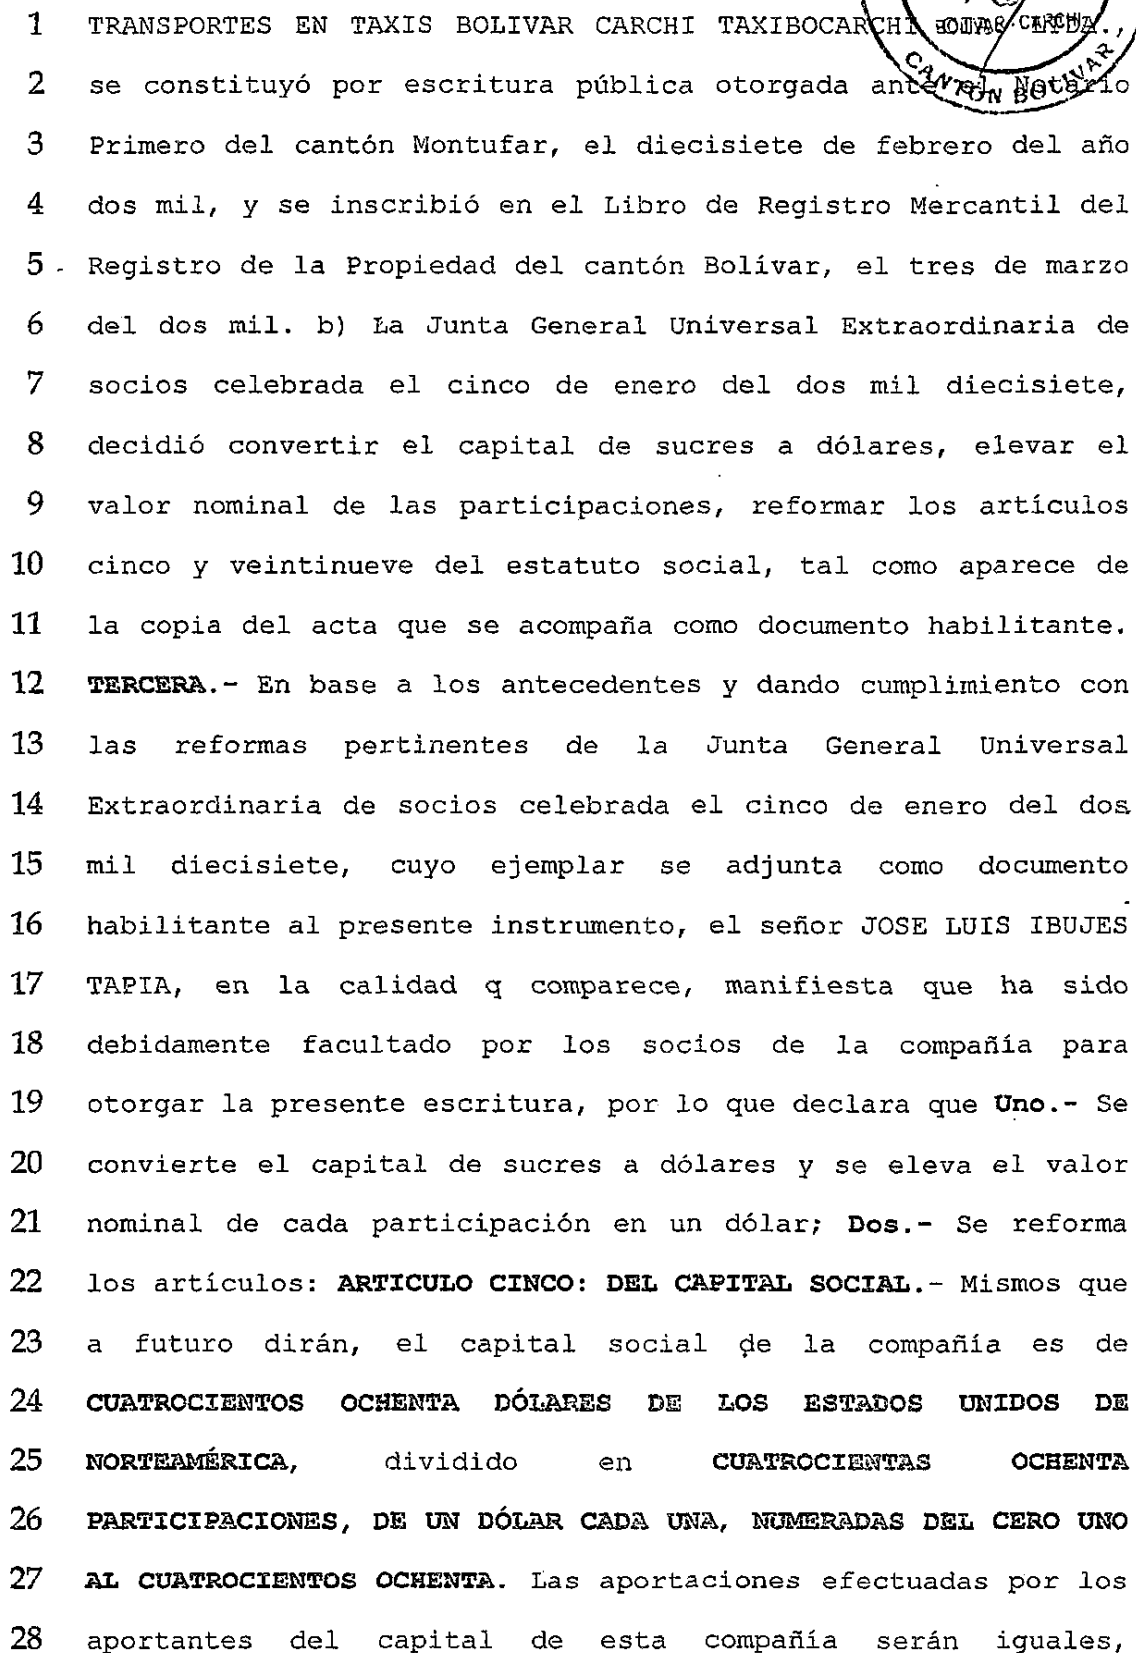 1 TRANSPORTES EN TAXIS BOLIVAR CARCHI TAXIBOCARCHI LTDA.,
CANTÓN BOLIVAR
2 se constituyó por escritura pública otorgada ante el Notario
3 Primero del cantón Montufar, el diecisiete de febrero del año
4 dos mil, y se inscribió en el Libro de Registro Mercantil del
5 Registro de la Propiedad del cantón Bolívar, el tres de marzo
6 del dos mil. b) La Junta General Universal Extraordinaria de
7 socios celebrada el cinco de enero del dos mil diecisiete,
8 decidió convertir el capital de sucres a dólares, elevar el
9 valor nominal de las participaciones, reformar los artículos
10 cinco y veintinueve del estatuto social, tal como aparece de
11 la copia del acta que se acompaña como documento habilitante.
12 TERCERA.- En base a los antecedentes y dando cumplimiento con
13 las reformas pertinentes de la Junta General Universal
14 Extraordinaria de socios celebrada el cinco de enero del dos
15 mil diecisiete, cuyo ejemplar se adjunta como documento
16 habilitante al presente instrumento, el señor JOSE LUIS IBUJES
17 TAPIA, en la calidad q comparece, manifiesta que ha sido
18 debidamente facultado por los socios de la compañía para
19 otorgar la presente escritura, por lo que declara que Uno.- Se
20 convierte el capital de sucres a dólares y se eleva el valor
21 nominal de cada participación en un dólar; Dos.- Se reforma
22 los artículos: ARTICULO CINCO: DEL CAPITAL SOCIAL.- Mismos que
23 a futuro dirán, el capital social de la compañía es de
24 CUATROCIENTOS OCHENTA DÓLARES DE LOS ESTADOS UNIDOS DE
25 NORTEAMÉRICA, dividido en CUATROCIENTAS OCHENTA
26 PARTICIPACIONES, DE UN DÓLAR CADA UNA, NUMERADAS DEL CERO UNO
27 AL CUATROCIENTOS OCHENTA. Las aportaciones efectuadas por los
28 aportantes del capital de esta compañía serán iguales,